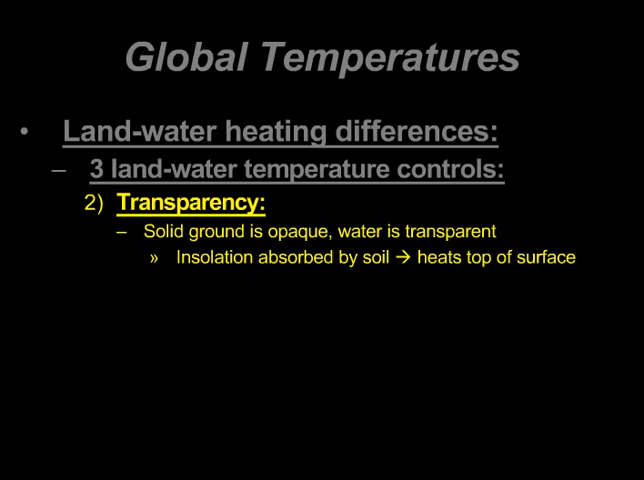 Global Temperatures
• Land-water heating differences:
– 3 land-water temperature controls:
2) Transparency:
– Solid ground is opaque, water is transparent
» Insolation absorbed by soil → heats top of surface